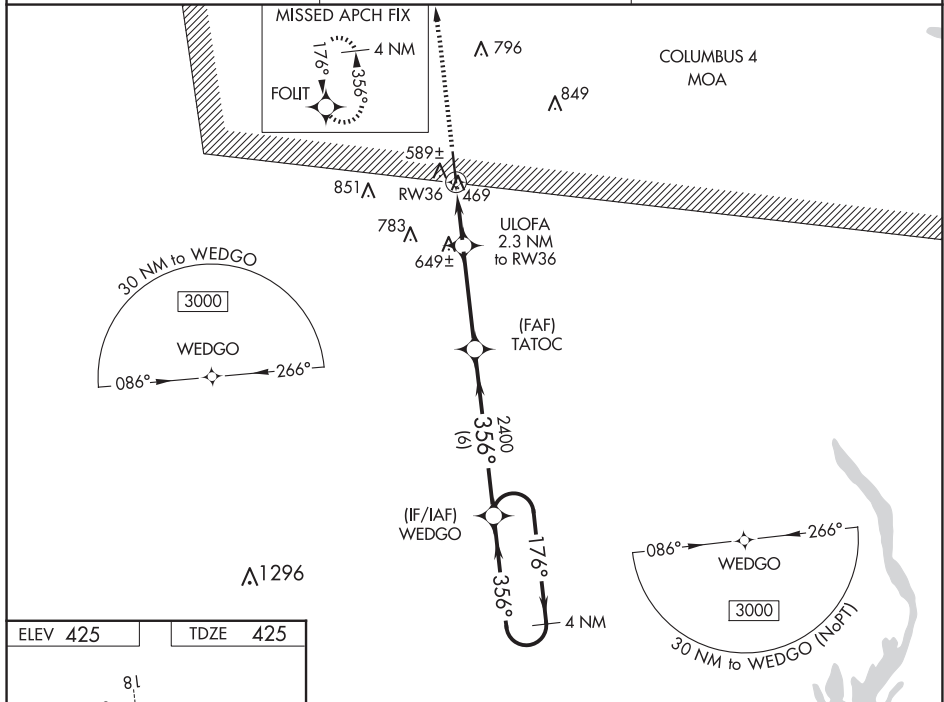 MISSED APCH FIX
4 NM
176°
356°
FOLIT
796
849
COLUMBUS 4
MOA
589±
851
RW36
469
783
649±
ULOFA
2.3 NM
to RW36
30 NM to WEDGO
3000
WEDGO
086°
266°
(FAF)
TATOC
2400
356°
(6)
(IF/IAF)
WEDGO
176°
356°
4 NM
1296
086°
266°
WEDGO
3000
30 NM to WEDGO (NoPT)
ELEV 425
TDZE 425
18